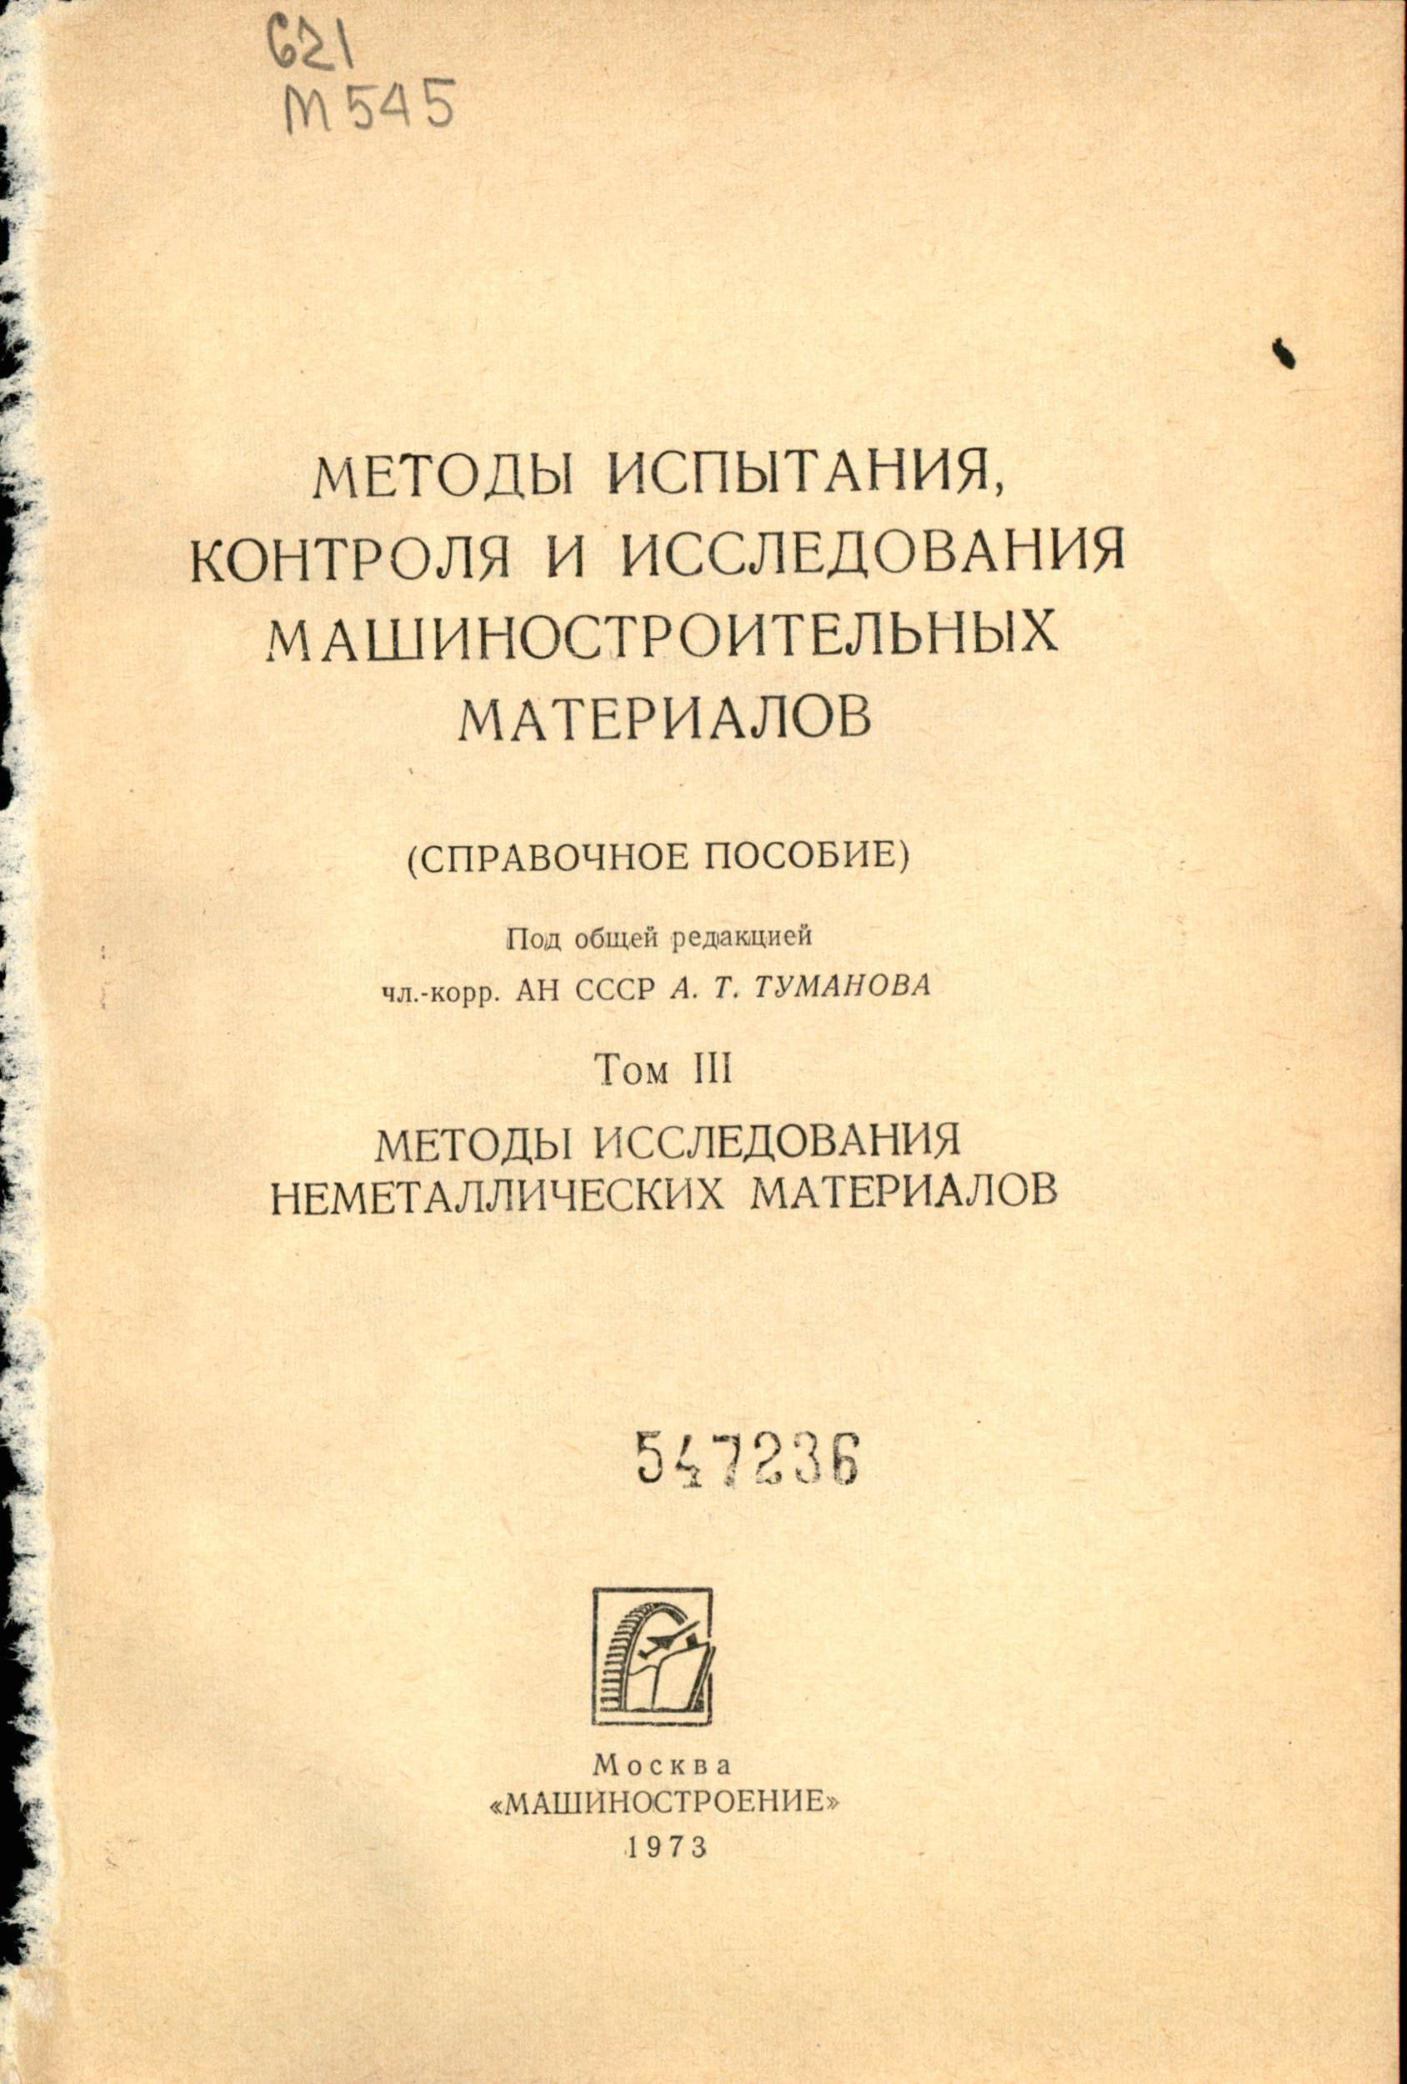 621
М545
МЕТОДЫ ИСПЫТАНИЯ,
КОНТРОЛЯ И ИССЛЕДОВАНИЯ
МАШИНОСТРОИТЕЛЬНЫХ
МАТЕРИАЛОВ
(СПРАВОЧНОЕ ПОСОБИЕ)
Под общей редакцией
чл.-корр. АН СССР А. Т. ТУМАНОВА
Том III
МЕТОДЫ ИССЛЕДОВАНИЯ
НЕМЕТАЛЛИЧЕСКИХ МАТЕРИАЛОВ
547236
Москва
«МАШИНОСТРОЕНИЕ»
1973